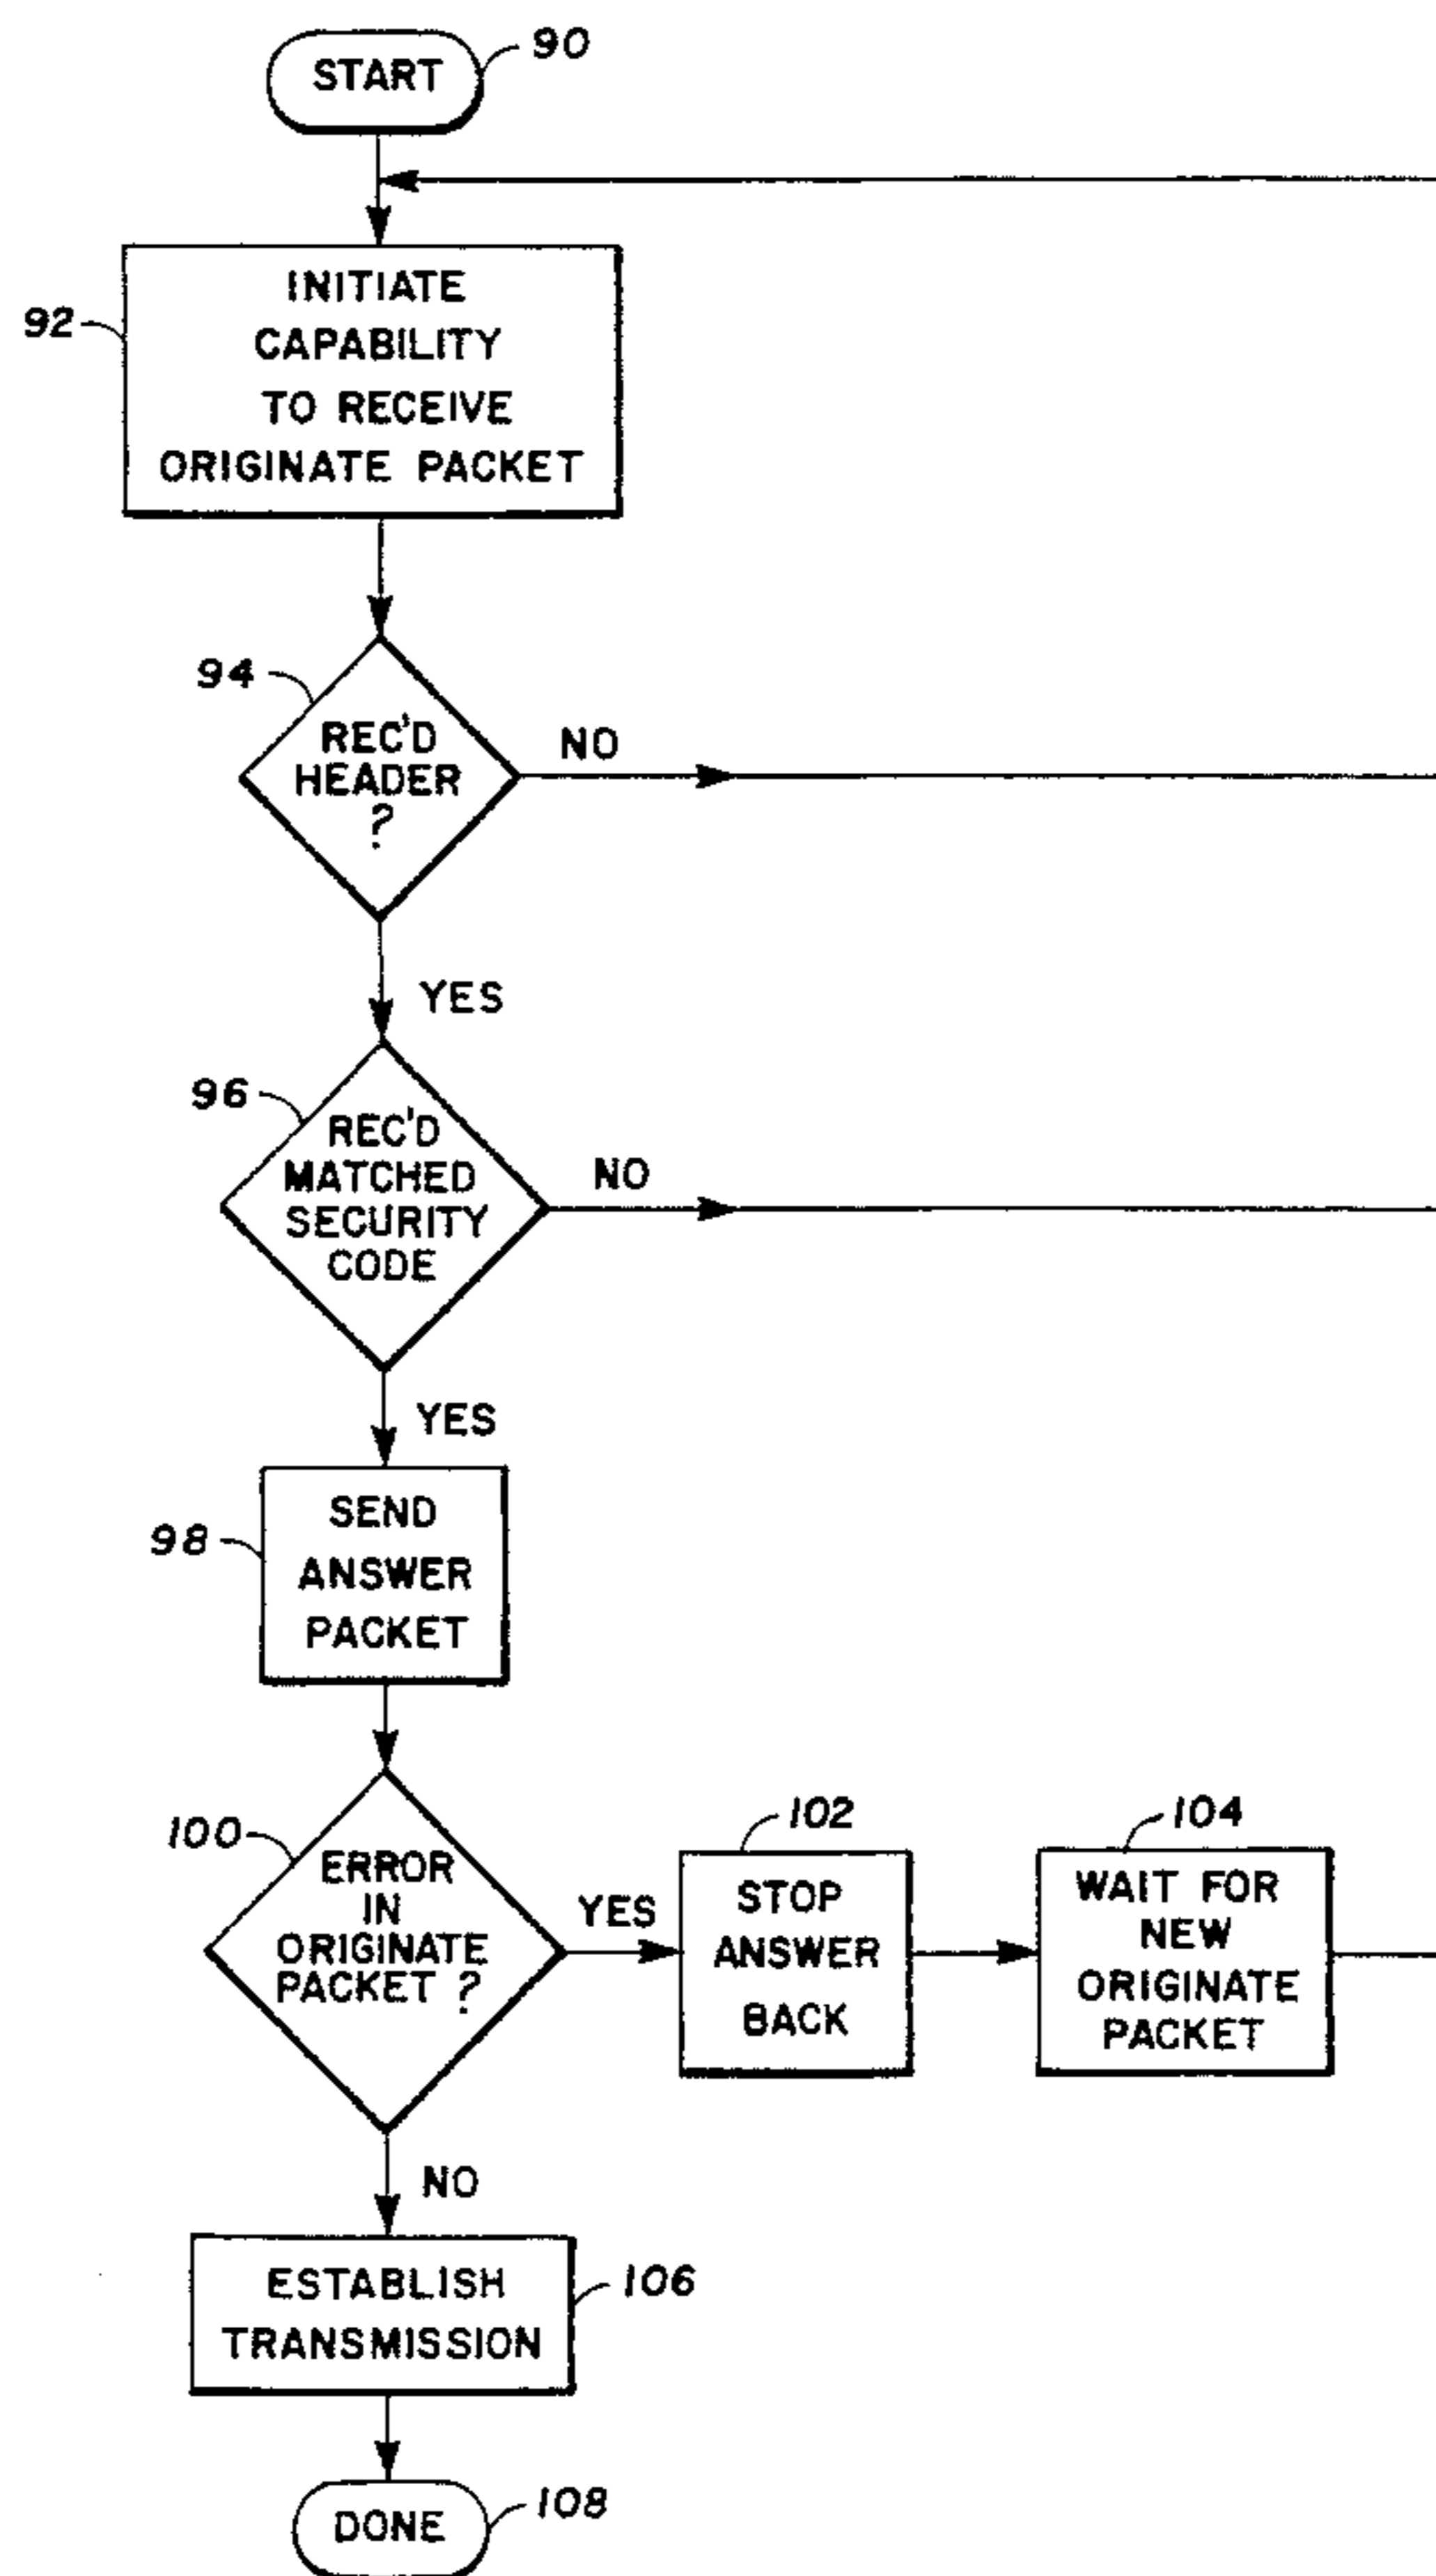 START
90
92
INITIATE
CAPABILITY
TO RECEIVE
ORIGINATE PACKET
94
REC'D
HEADER
?
NO
YES
96
REC'D
MATCHED
SECURITY
CODE
NO
YES
98
SEND
ANSWER
PACKET
100
ERROR
IN
ORIGINATE
PACKET ?
YES
102
STOP
ANSWER
BACK
104
WAIT FOR
NEW
ORIGINATE
PACKET
NO
ESTABLISH
TRANSMISSION
106
DONE
108